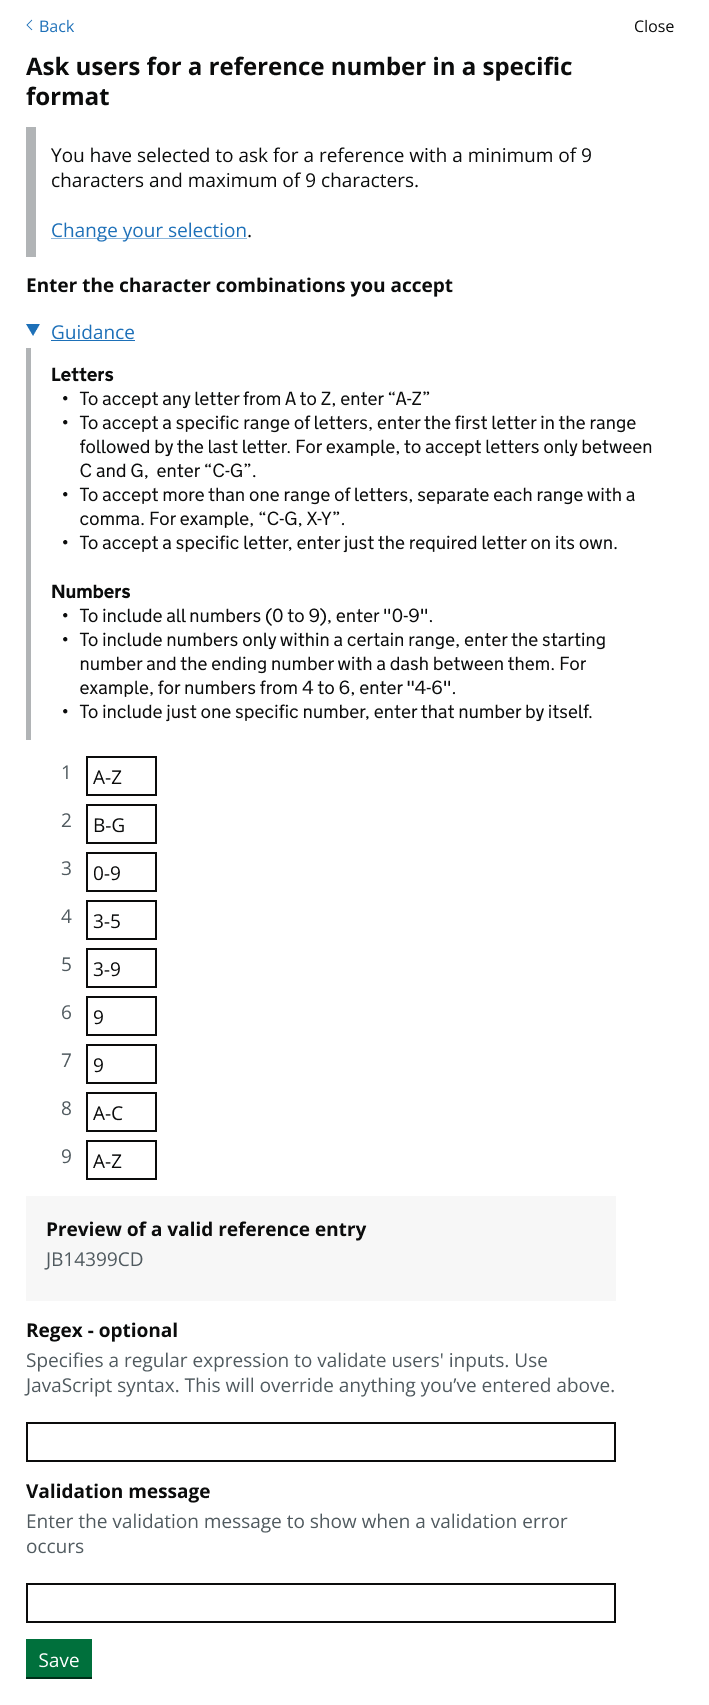 Back
Close
Ask users for a reference number in a specific
format
You have selected to ask for a reference with a minimum of 9
characters and maximum of 9 characters.
Change your selection.
Enter the character combinations you accept
Guidance
Letters
• To accept any letter from A to Z, enter “A-Z”
• To accept a specific range of letters, enter the first letter in the range
followed by the last letter. For example, to accept letters only between
C and G,  enter “C-G”.
• To accept more than one range of letters, separate each range with a
comma. For example, “C-G, X-Y”.
• To accept a specific letter, enter just the required letter on its own.
Numbers
• To include all numbers (0 to 9), enter "0-9".
• To include numbers only within a certain range, enter the starting
number and the ending number with a dash between them. For
example, for numbers from 4 to 6, enter "4-6".
• To include just one specific number, enter that number by itself.
1 A-Z
2 B-G
3 0-9
4 3-5
5 3-9
6 9
7 9
8 A-C
9 A-Z
Preview of a valid reference entry
JB14399CD
Regex - optional
Specifies a regular expression to validate users' inputs. Use
JavaScript syntax. This will override anything you’ve entered above.
Validation message
Enter the validation message to show when a validation error
occurs
Save